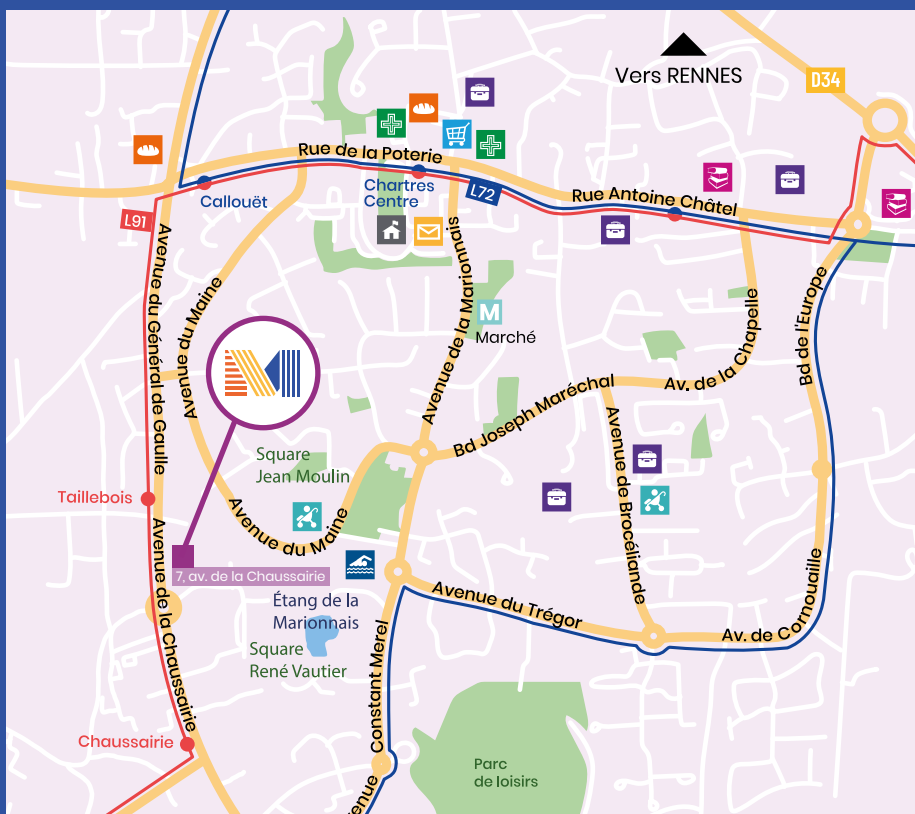 Vers RENNES
D34
Rue de la Poterie
Callouët
Chartres
Centre
L72
Rue Antoine Châtel
L91
Avenue du Général de Gaulle
Avenue du Maine
Avenue de la Marionnais
M
Marché
Av. de la Chapelle
Bd de l'Europe
Bd Joseph Maréchal
Square
Jean Moulin
Taillebois
Avenue du Maine
Avenue de Brocéliande
Avenue de la Chaussairie
7, av. de la Chaussairie
Étang de la
Marionnais
Avenue du Trégor
Av. de Cornouaille
Square
René Vautier
Avenue Constant Merel
Chaussairie
Parc
de loisirs